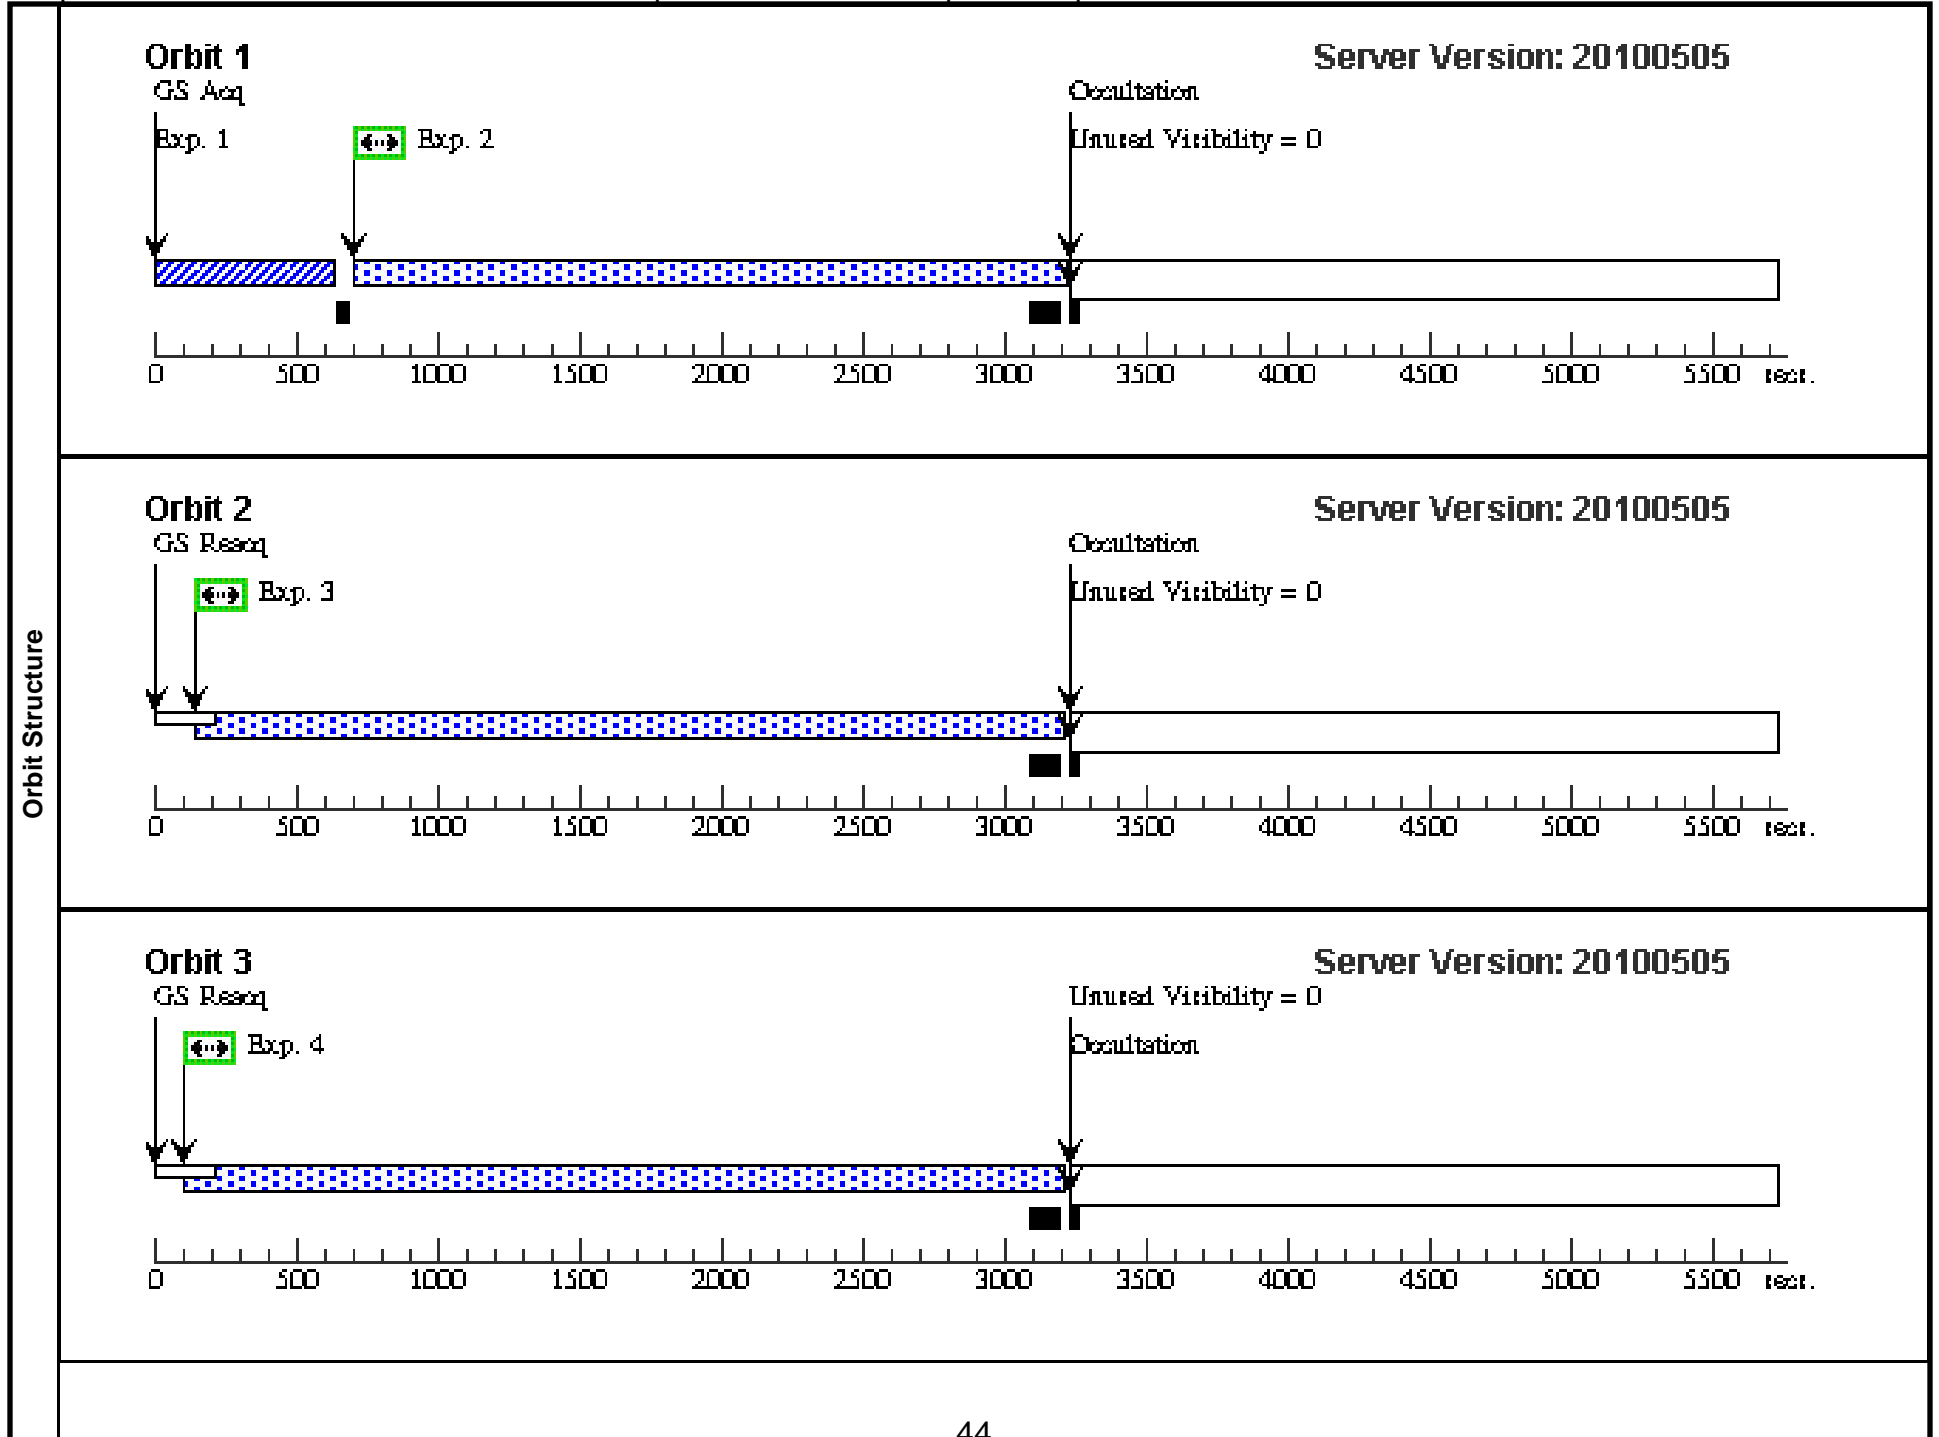 Orbit Structure
Orbit 1 Server Version: 20100505
GS Acq Occultation
Exp. 1 Exp. 2 Unused Visibility = 0
0 500 1000 1500 2000 2500 3000 3500 4000 4500 5000 5500 secs.
Orbit 2 Server Version: 20100505
GS Reacq Occultation
Exp. 3 Unused Visibility = 0
0 500 1000 1500 2000 2500 3000 3500 4000 4500 5000 5500 secs.
Orbit 3 Server Version: 20100505
GS Reacq Unused Visibility = 0
Exp. 4 Occultation
0 500 1000 1500 2000 2500 3000 3500 4000 4500 5000 5500 secs.
44